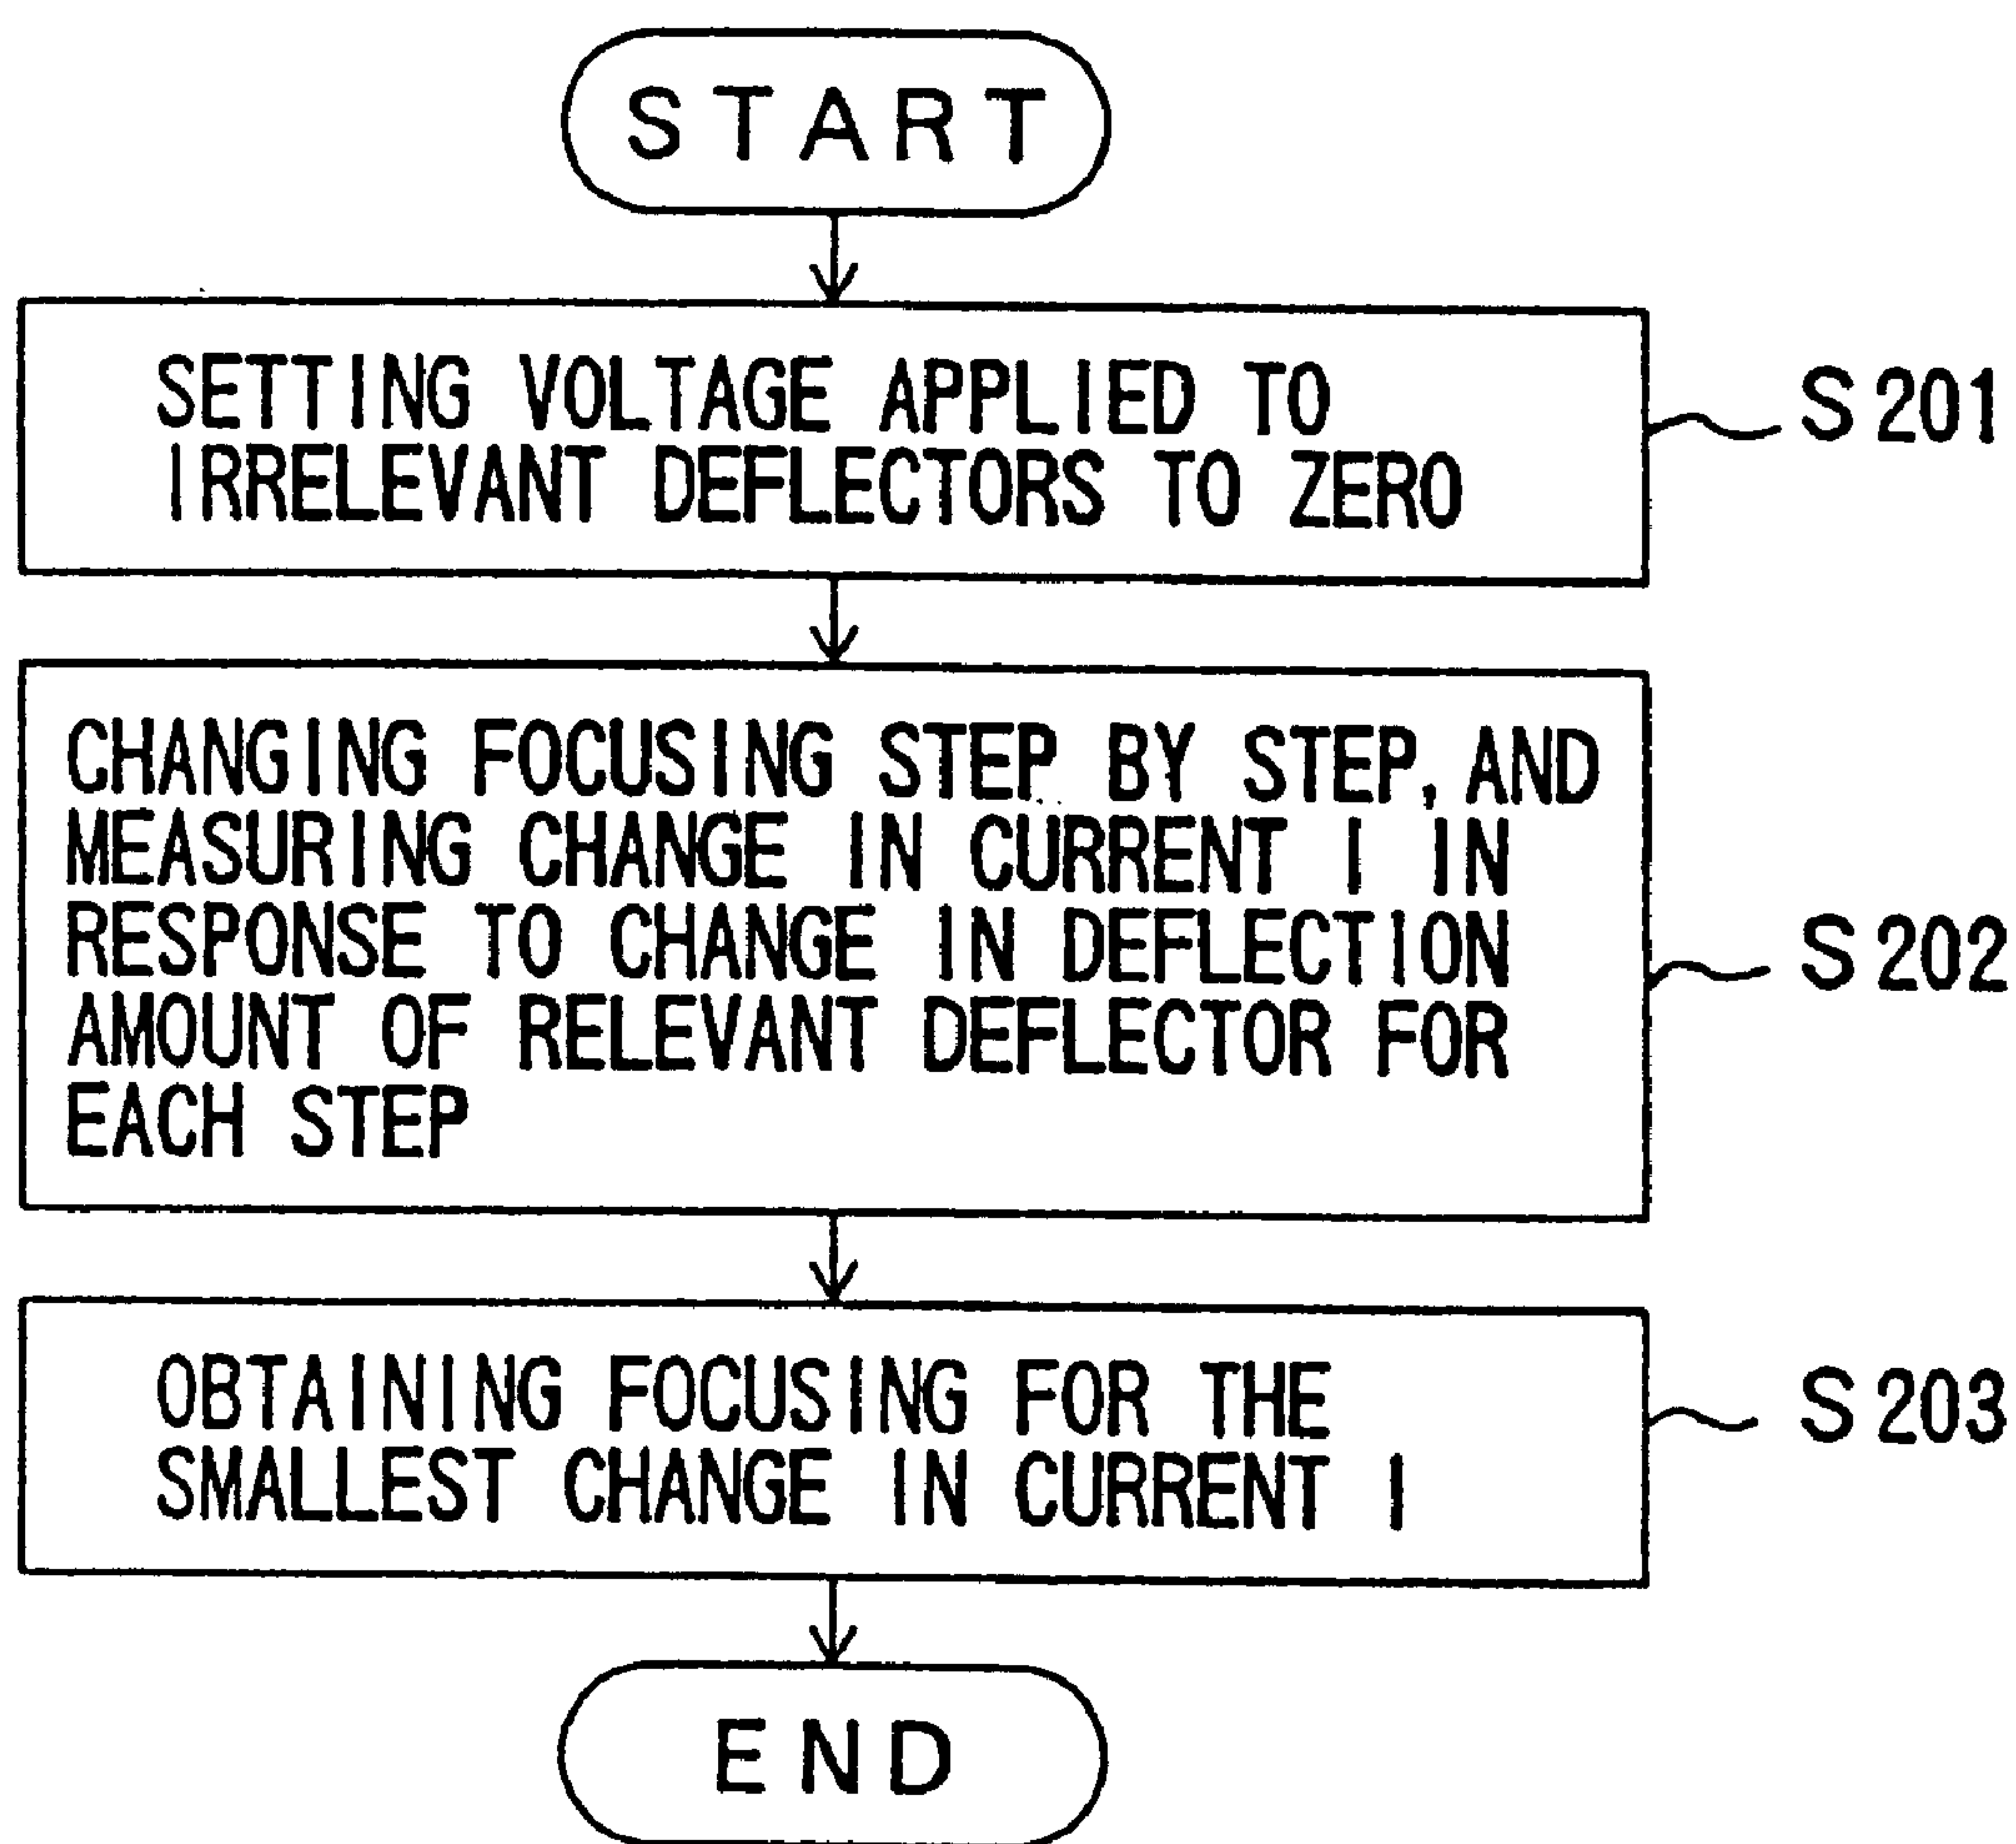 START
SETTING VOLTAGE APPLIED TO
IRRELEVANT DEFLECTORS TO ZERO
S201
CHANGING FOCUSING STEP BY STEP, AND
MEASURING CHANGE IN CURRENT I IN
RESPONSE TO CHANGE IN DEFLECTION
AMOUNT OF RELEVANT DEFLECTOR FOR
EACH STEP
S202
OBTAINING FOCUSING FOR THE
SMALLEST CHANGE IN CURRENT I
S203
END